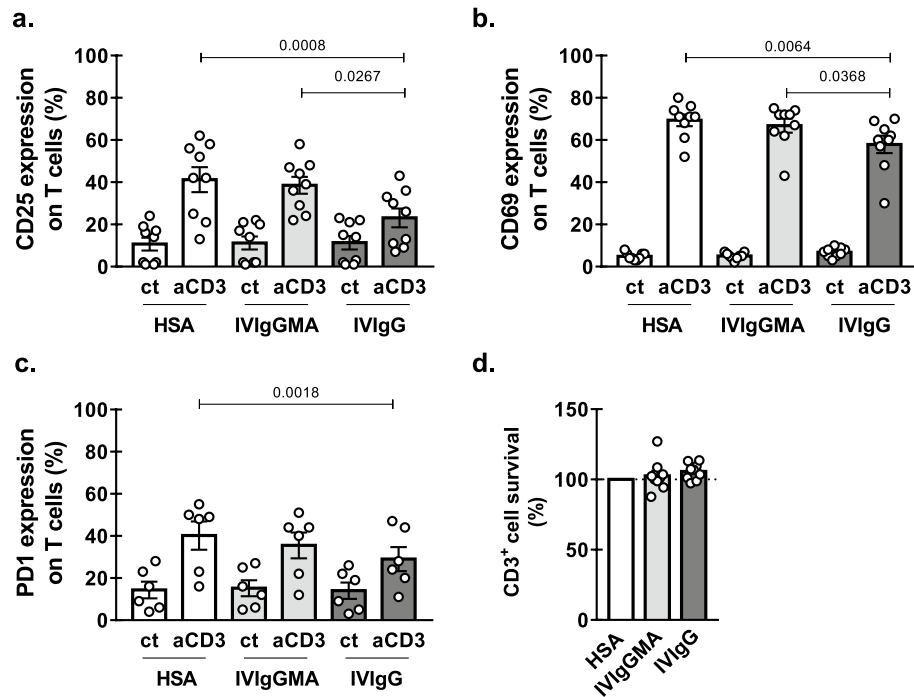 a.
CD25 expression
on T cells (%)
100
80
60
40
20
0
0.0008
0.0267
ct aCD3 ct aCD3 ct aCD3
HSA IVIgGMA IVIgG
b.
CD69 expression
on T cells (%)
100
80
60
40
20
0
0.0064
0.0368
ct aCD3 ct aCD3 ct aCD3
HSA IVIgGMA IVIgG
c.
PD1 expression
on T cells (%)
100
80
60
40
20
0
0.0018
ct aCD3 ct aCD3 ct aCD3
HSA IVIgGMA IVIgG
d.
CD3⁺ cell survival
(%)
150
100
50
0
HSA
IVIgGMA
IVIgG